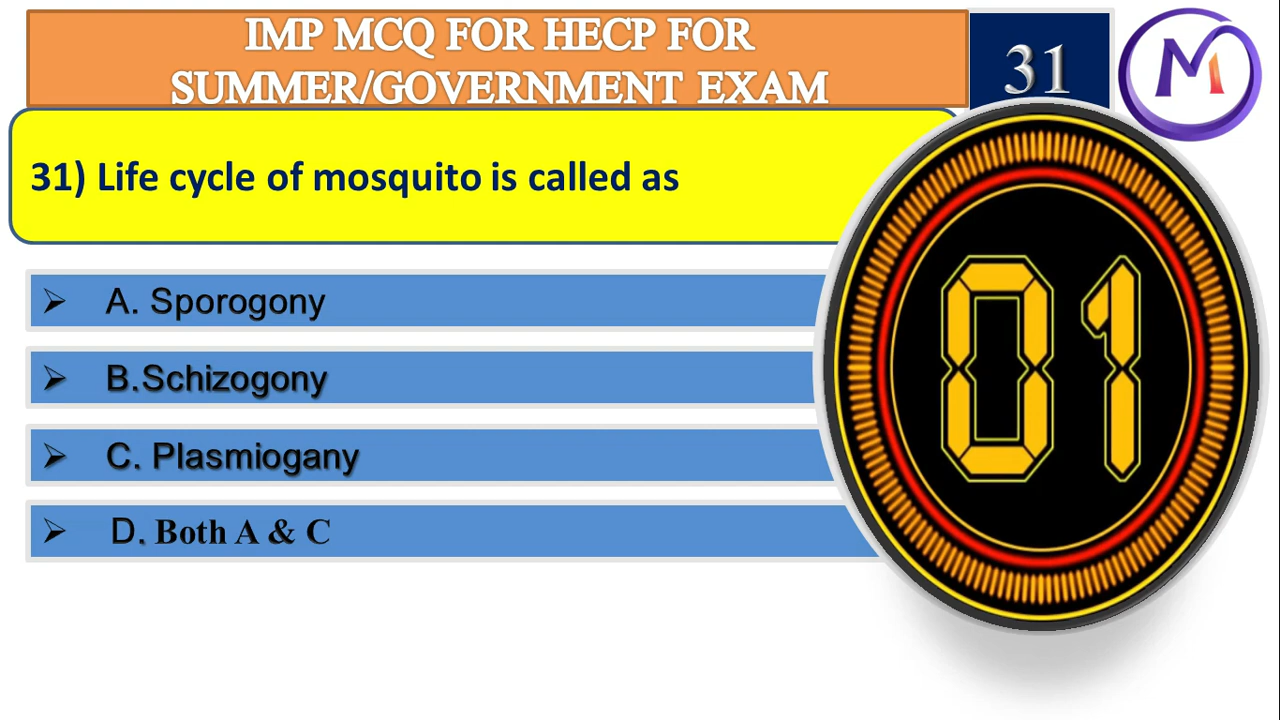 IMP MCQ FOR HECP FOR
SUMMER/GOVERNMENT EXAM
31
M1
31) Life cycle of mosquito is called as
A. Sporogony
B.Schizogony
C. Plasmiogany
D. Both A & C
01